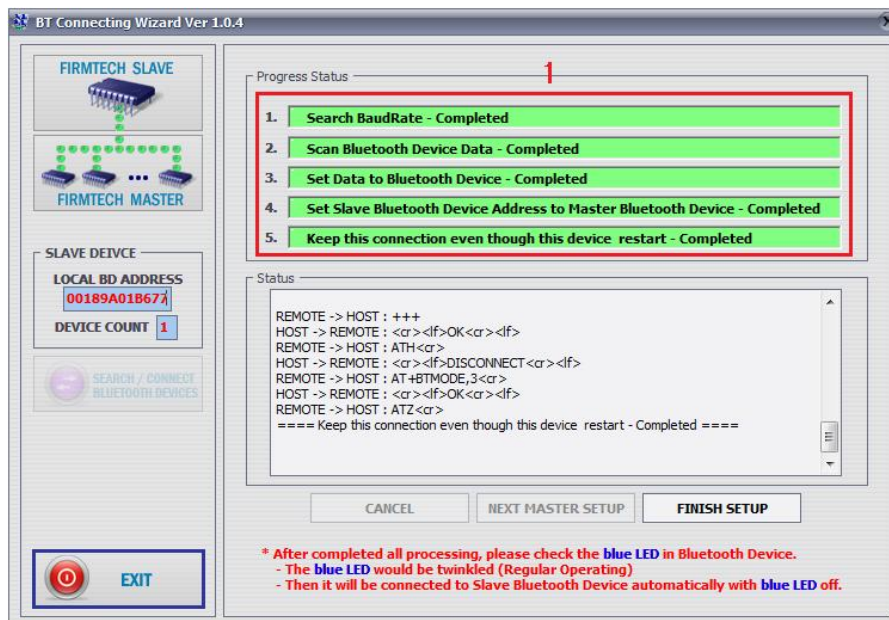 BT Connecting Wizard Ver 1.0.4
FIRMTECH SLAVE
FIRMTECH MASTER
SLAVE DEIVCE
LOCAL BD ADDRESS
00189A01B677
DEVICE COUNT 1
SEARCH / CONNECT
BLUETOOTH DEVICES
EXIT
Progress Status
1
1. Search BaudRate - Completed
2. Scan Bluetooth Device Data - Completed
3. Set Data to Bluetooth Device - Completed
4. Set Slave Bluetooth Device Address to Master Bluetooth Device - Completed
5. Keep this connection even though this device restart - Completed
Status
REMOTE -> HOST : +++
HOST -> REMOTE : <cr><lf>OK<cr><lf>
REMOTE -> HOST : ATH<cr>
HOST -> REMOTE : <cr><lf>DISCONNECT<cr><lf>
REMOTE -> HOST : AT+BTMODE,3<cr>
HOST -> REMOTE : <cr><lf>OK<cr><lf>
REMOTE -> HOST : ATZ<cr>
==== Keep this connection even though this device restart - Completed ====
CANCEL NEXT MASTER SETUP FINISH SETUP
* After completed all processing, please check the blue LED in Bluetooth Device.
- The blue LED would be twinkled (Regular Operating)
- Then it will be connected to Slave Bluetooth Device automatically with blue LED off.